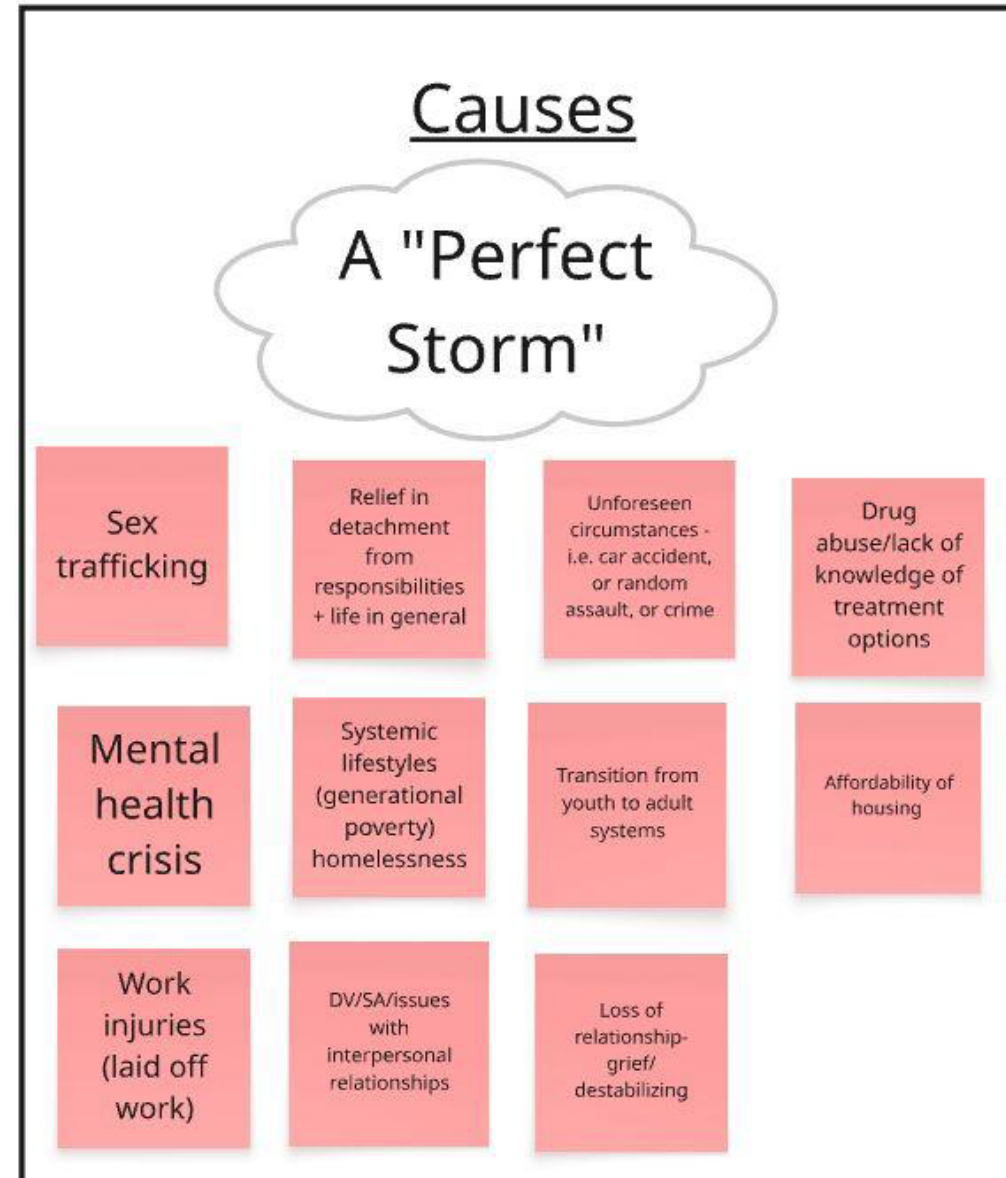 Causes
A "Perfect
Storm"
Sex
trafficking
Relief in
detachment
from
responsibilities
+ life in general
Unforeseen
circumstances -
i.e. car accident,
or random
assault, or crime
Drug
abuse/lack of
knowledge of
treatment
options
Mental
health
crisis
Systemic
lifestyles
(generational
poverty)
homelessness
Transition from
youth to adult
systems
Affordability of
housing
Work
injuries
(laid off
work)
DV/SA/issues
with
interpersonal
relationships
Loss of
relationship-
grief/
destabilizing